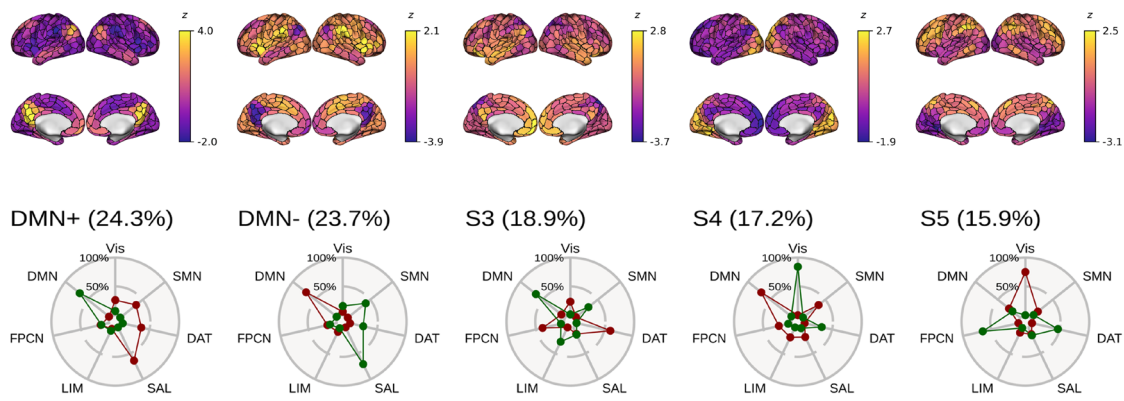 z
4.0
-2.0
z
2.1
-3.9
z
2.8
-3.7
z
2.7
-1.9
z
2.5
-3.1
DMN+ (24.3%)
DMN- (23.7%)
S3 (18.9%)
S4 (17.2%)
S5 (15.9%)
Vis
100%
DMN
SMN
50%
FPCN
DAT
LIM
SAL
Vis
100%
DMN
SMN
50%
FPCN
DAT
LIM
SAL
Vis
100%
DMN
SMN
50%
FPCN
DAT
LIM
SAL
Vis
100%
DMN
SMN
50%
FPCN
DAT
LIM
SAL
Vis
100%
DMN
SMN
50%
FPCN
DAT
LIM
SAL